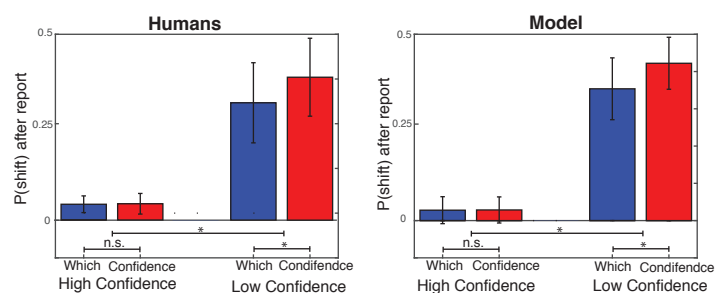 Humans
P(shift) after report
0.5
0.25
0
*
n.s.
*
Which Confidence Which Condifendce
High Confidence Low Confidence
Model
P(shift) after report
0.5
0.25
0
*
n.s.
*
Which Confidence Which Condifendce
High Confidence Low Confidence